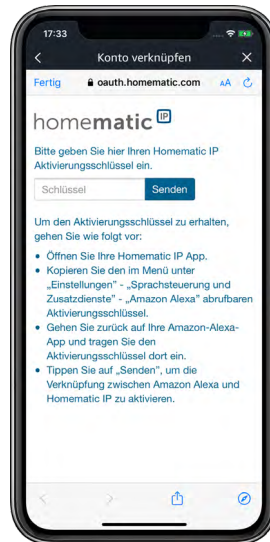 17:33
Konto verknüpfen
Fertig
oauth.homematic.com
AA
homematic IP
Bitte geben Sie hier Ihren Homematic IP
Aktivierungsschlüssel ein.
Schlüssel
Senden
Um den Aktivierungsschlüssel zu erhalten,
gehen Sie wie folgt vor:
• Öffnen Sie Ihre Homematic IP App.
• Kopieren Sie den im Menü unter
„Einstellungen" - „Sprachsteuerung und
Zusatzdienste" - „Amazon Alexa" abrufbaren
Aktivierungsschlüssel.
• Gehen Sie zurück auf Ihre Amazon-Alexa-
App und tragen Sie den
Aktivierungsschlüssel dort ein.
• Tippen Sie auf „Senden", um die
Verknüpfung zwischen Amazon Alexa und
Homematic IP zu aktivieren.